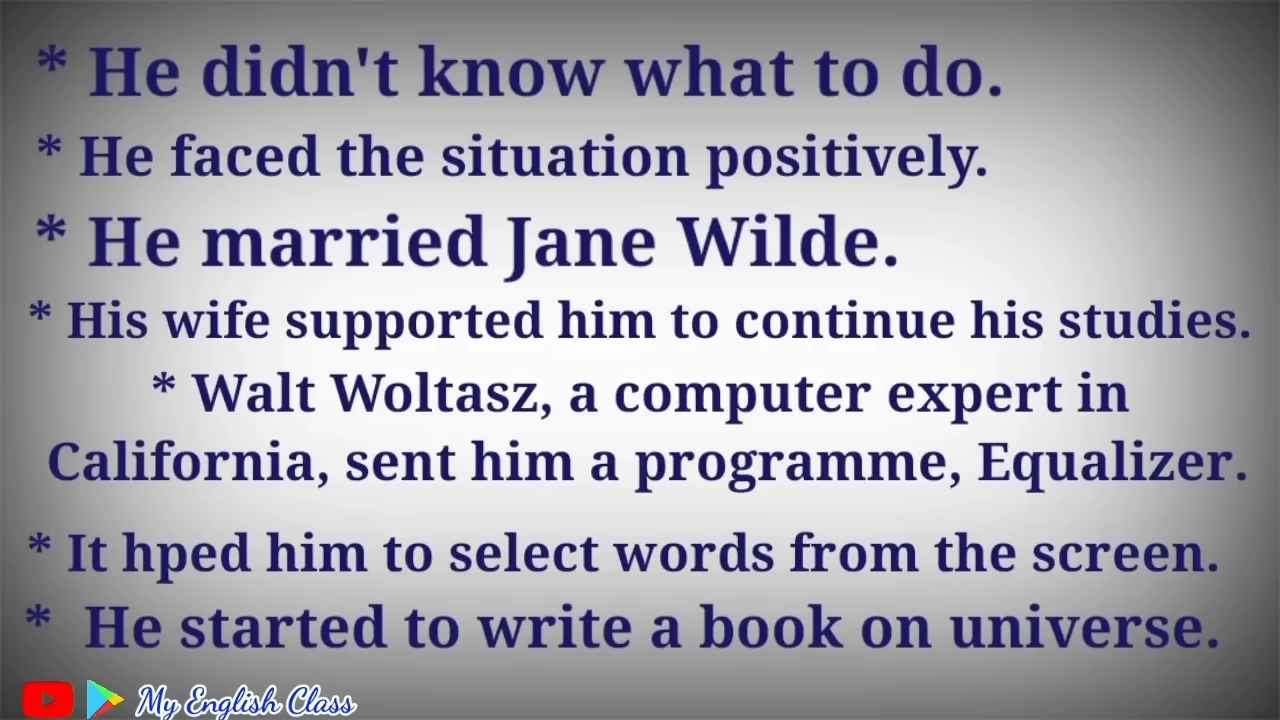 * He didn't know what to do.
* He faced the situation positively.
* He married Jane Wilde.
* His wife supported him to continue his studies.
* Walt Woltasz, a computer expert in
California, sent him a programme, Equalizer.
* It hped him to select words from the screen.
* He started to write a book on universe.
My English Class